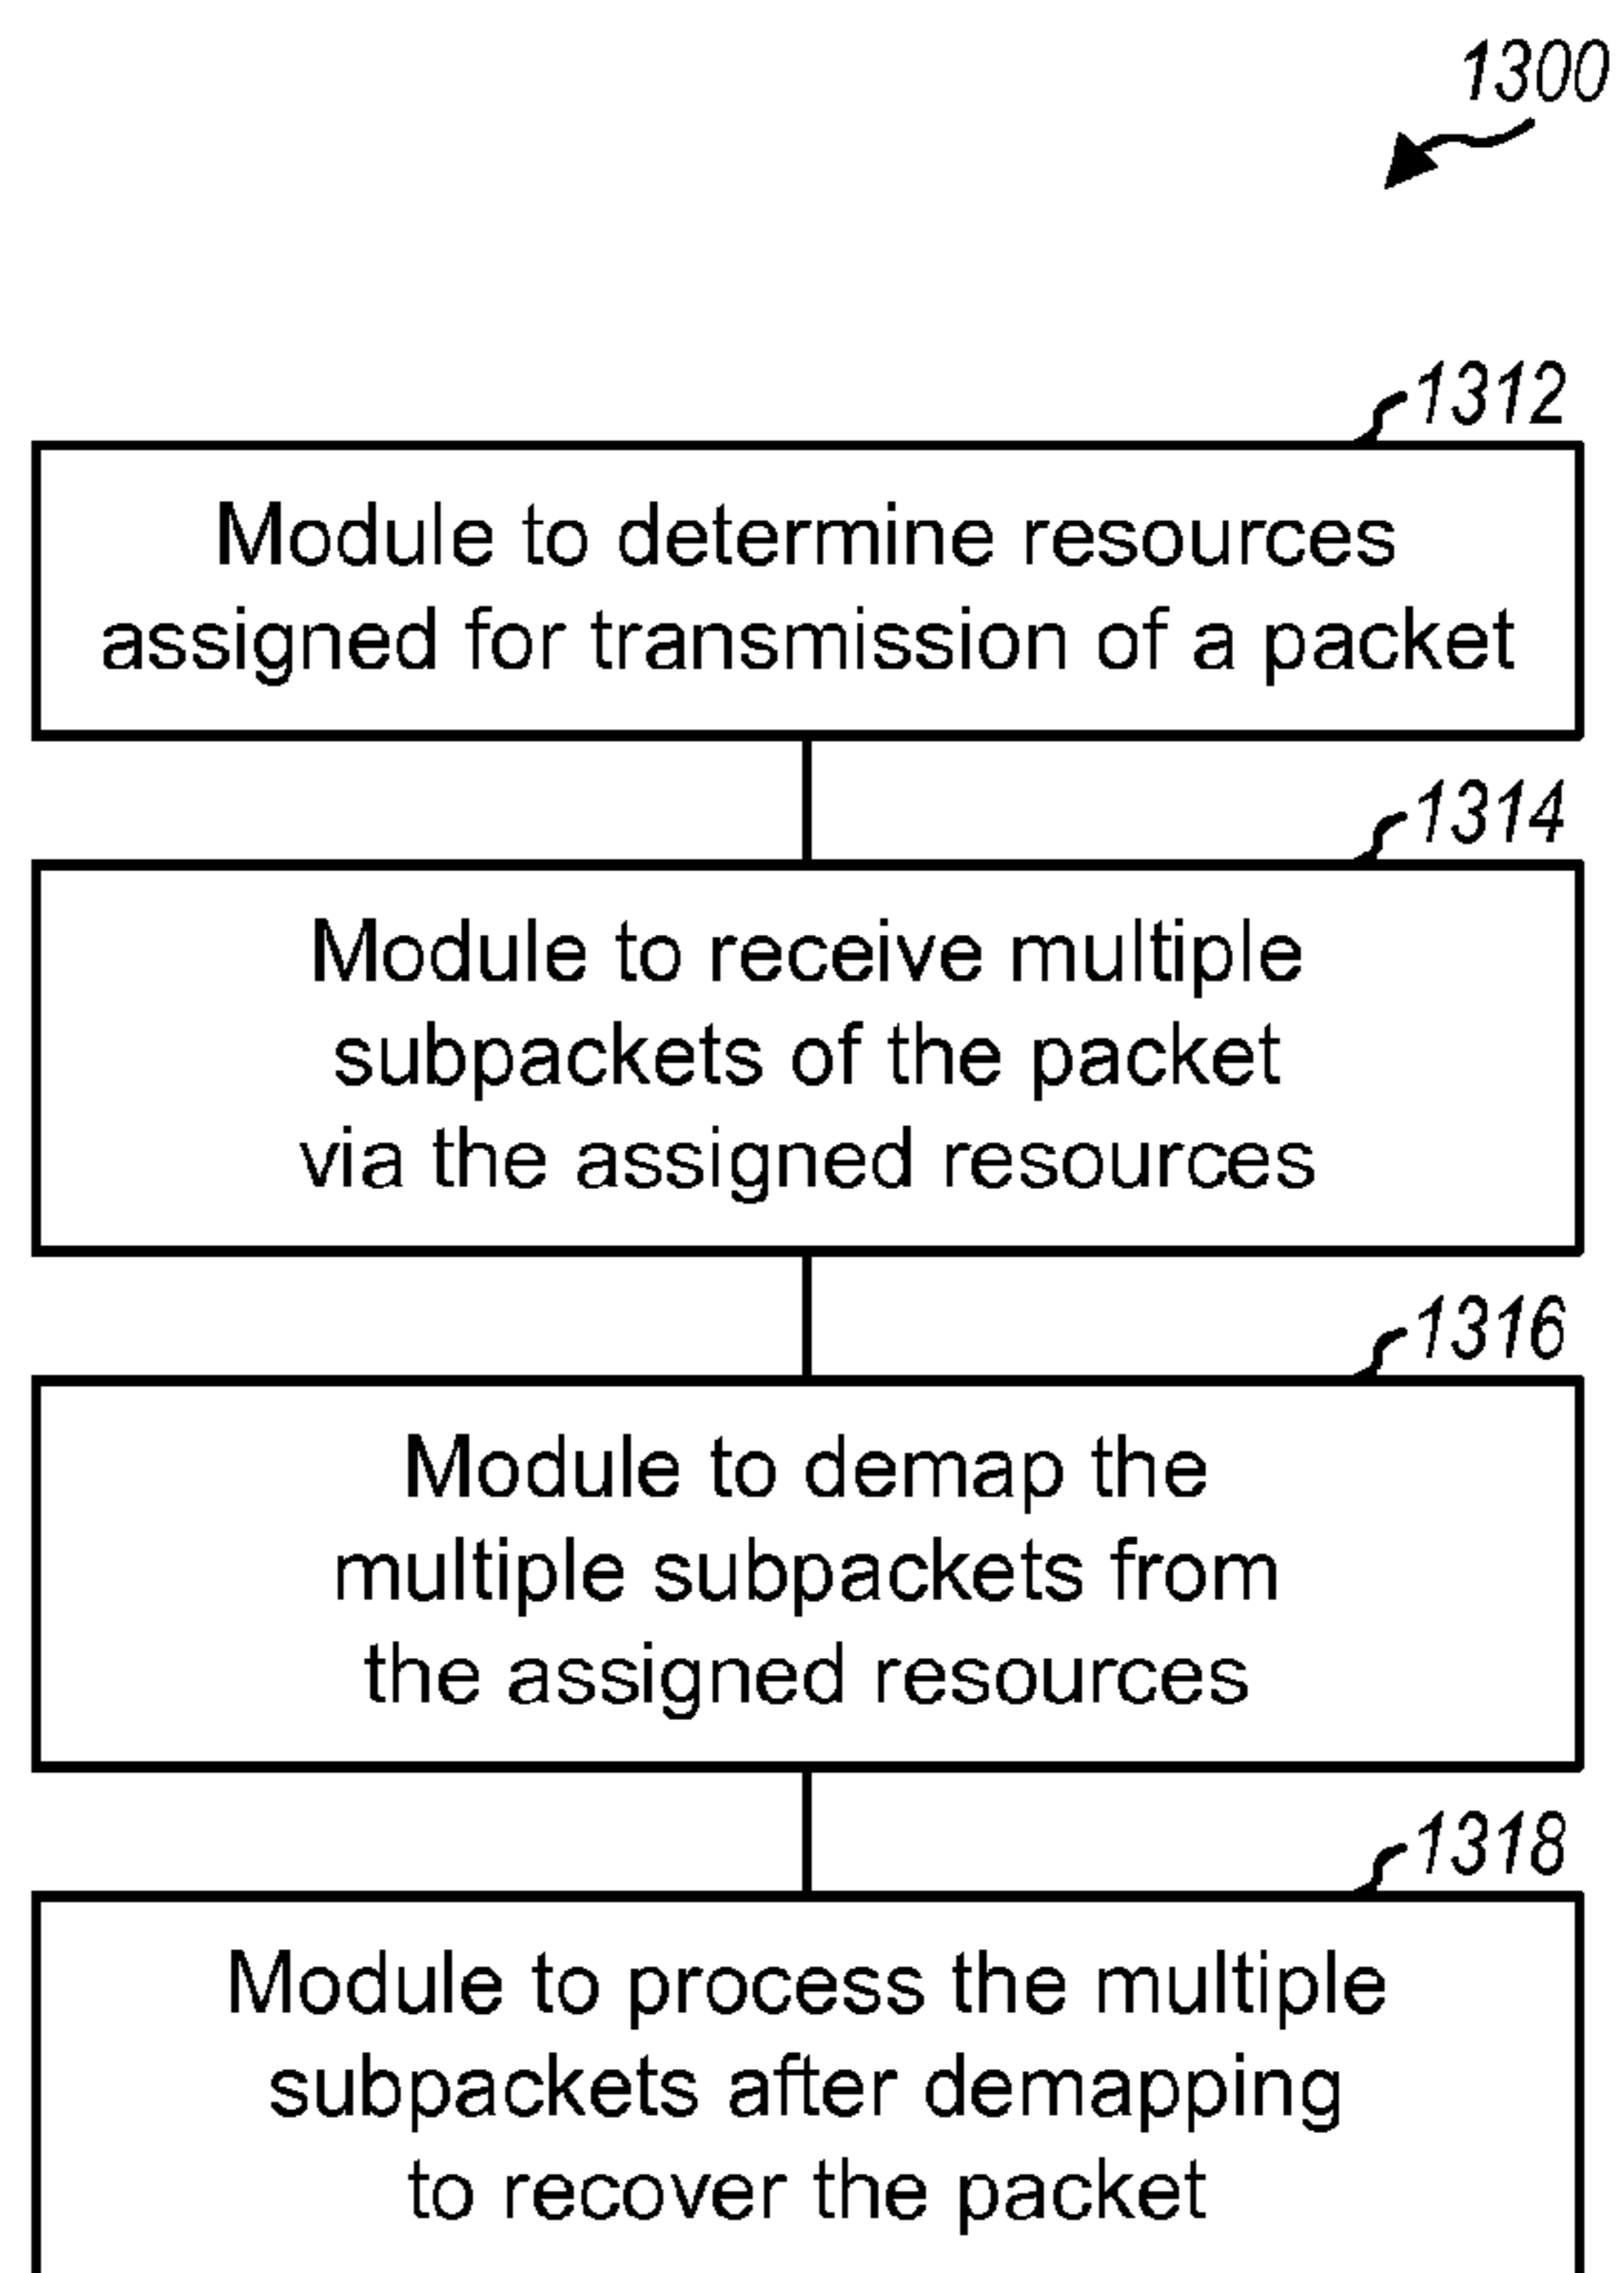 1300
1312
Module to determine resources
assigned for transmission of a packet
1314
Module to receive multiple
subpackets of the packet
via the assigned resources
1316
Module to demap the
multiple subpackets from
the assigned resources
1318
Module to process the multiple
subpackets after demapping
to recover the packet